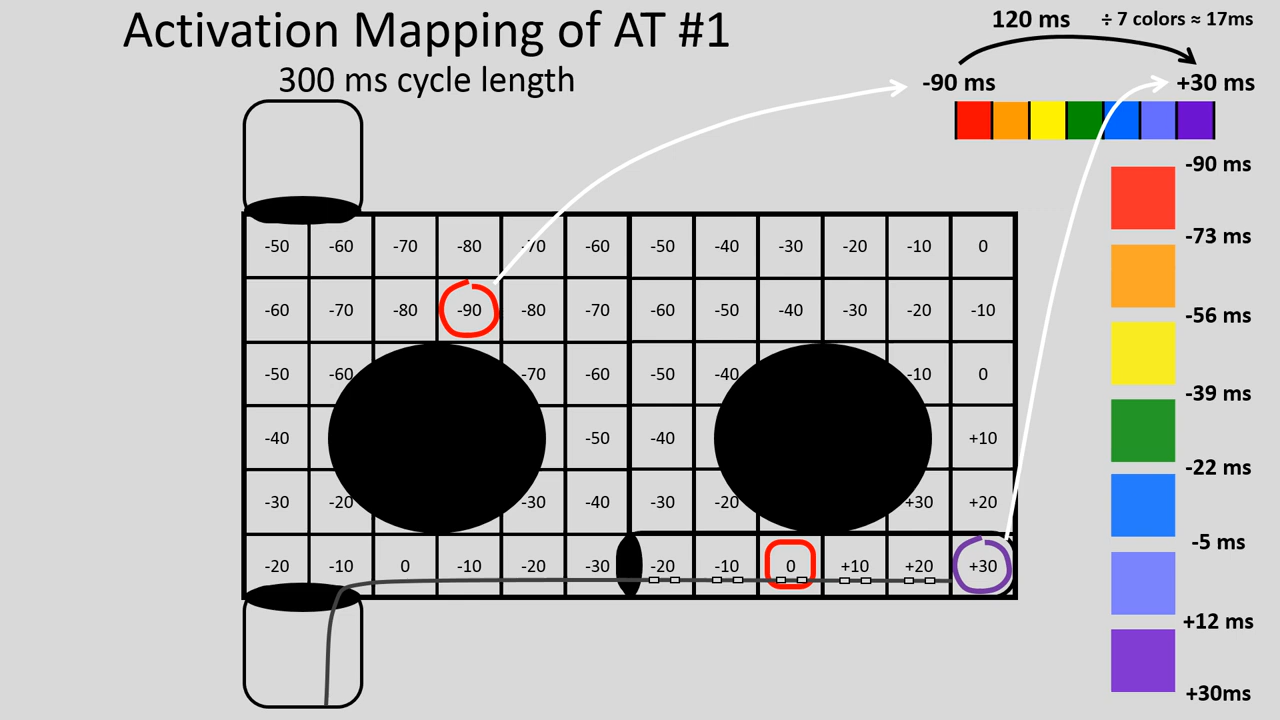 Activation Mapping of AT #1
300 ms cycle length
120 ms ÷ 7 colors ≈ 17ms
-90 ms +30 ms
-90 ms
-73 ms
-56 ms
-39 ms
-22 ms
-5 ms
+12 ms
+30ms
-50 -60 -70 -80 -70 -60 -50 -40 -30 -20 -10 0
-60 -70 -80 -90 -80 -70 -60 -50 -40 -30 -20 -10
-50 -60 -70 -60 -50 -40 -10 0
-40 -50 -40 +10
-30 -20 -30 -40 -30 -20 +30 +20
-20 -10 0 -10 -20 -30 -20 -10 0 +10 +20 +30